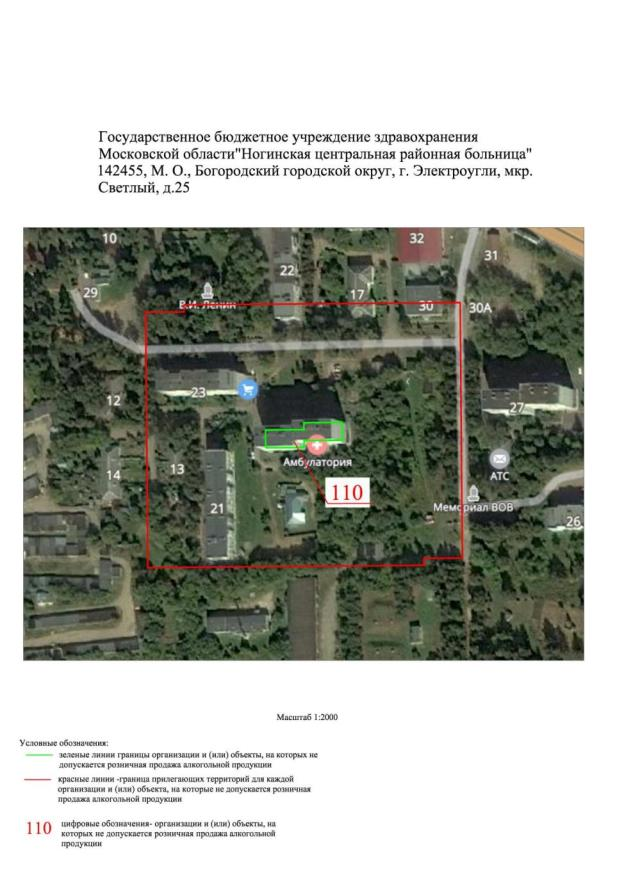 Государственное бюджетное учреждение здравохранения
Московской области"Ногинская центральная районная больница"
142455, М. О., Богородский городской округ, г. Электроугли, мкр.
Светлый, д.25
10
32
31
22
29
17
В.И. Ленин
30
30А
23
12
27
Амбулатория
14
13
АТС
110
21
Мемориал ВОВ
26
Масштаб 1:2000
Условные обозначения:
зеленые линии границы организации и (или) объекты, на которых не
допускается розничная продажа алкогольной продукции
красные линии -граница прилегающих территорий для каждой
организации и (или) объекта, на которые не допускается розничная
продажа алкогольной продукции
110
цифровые обозначения- организации и (или) объекты, на
которых не допускается розничная продажа алкогольной
продукции